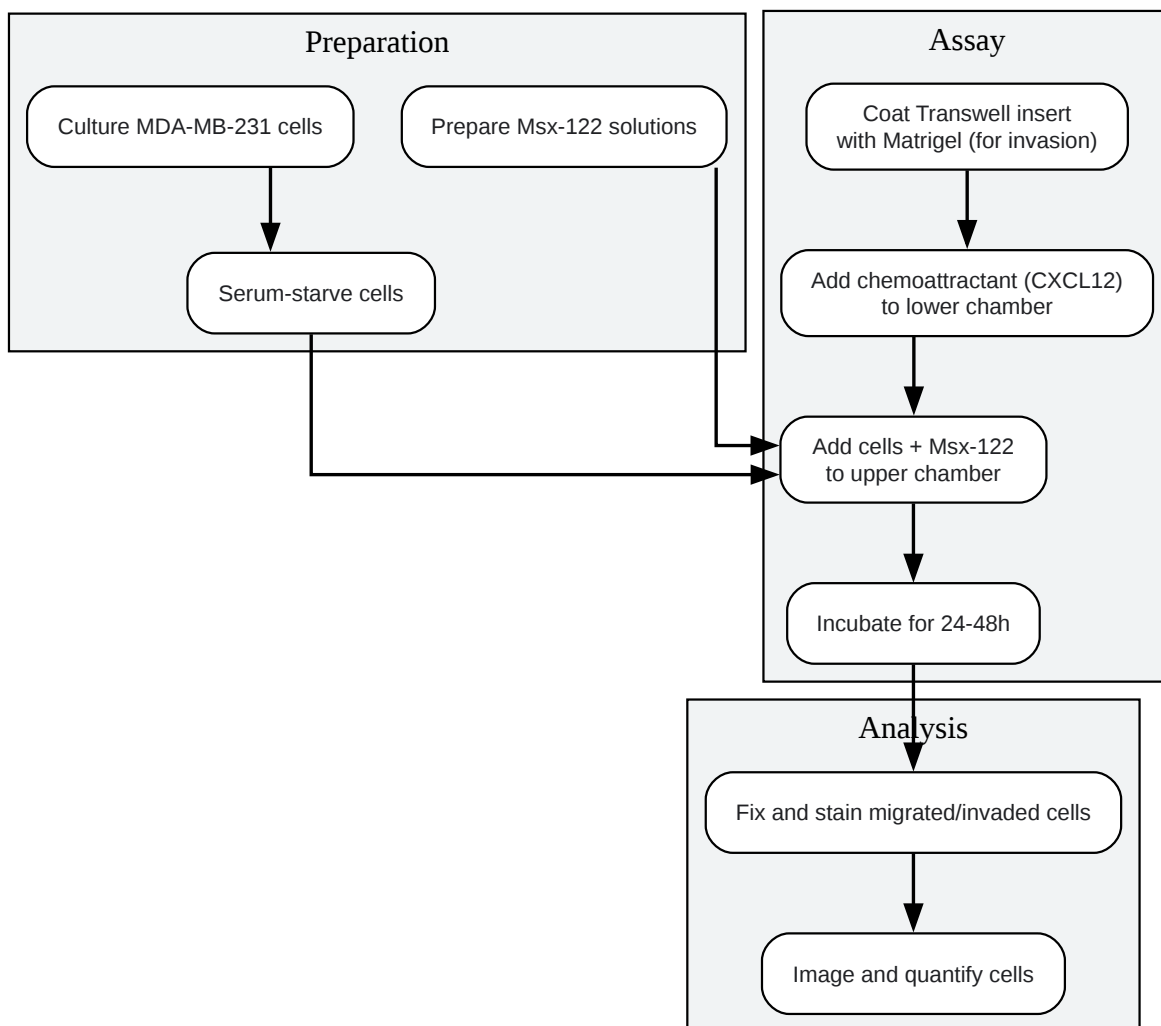 Preparation
Culture MDA-MB-231 cells
Prepare Msx-122 solutions
Serum-starve cells
Assay
Coat Transwell insert
with Matrigel (for invasion)
Add chemoattractant (CXCL12)
to lower chamber
Add cells + Msx-122
to upper chamber
Incubate for 24-48h
Analysis
Fix and stain migrated/invaded cells
Image and quantify cells